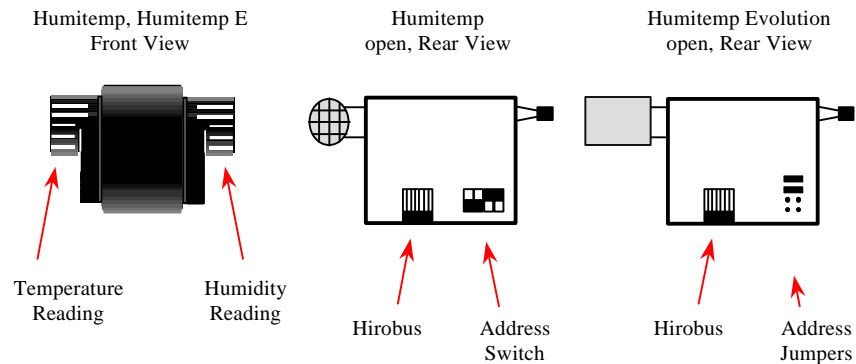 Humitemp, Humitemp E
Front View
Humitemp
open, Rear View
Humitemp Evolution
open, Rear View
Temperature
Reading
Humidity
Reading
Hirobus
Address
Switch
Hirobus
Address
Jumpers